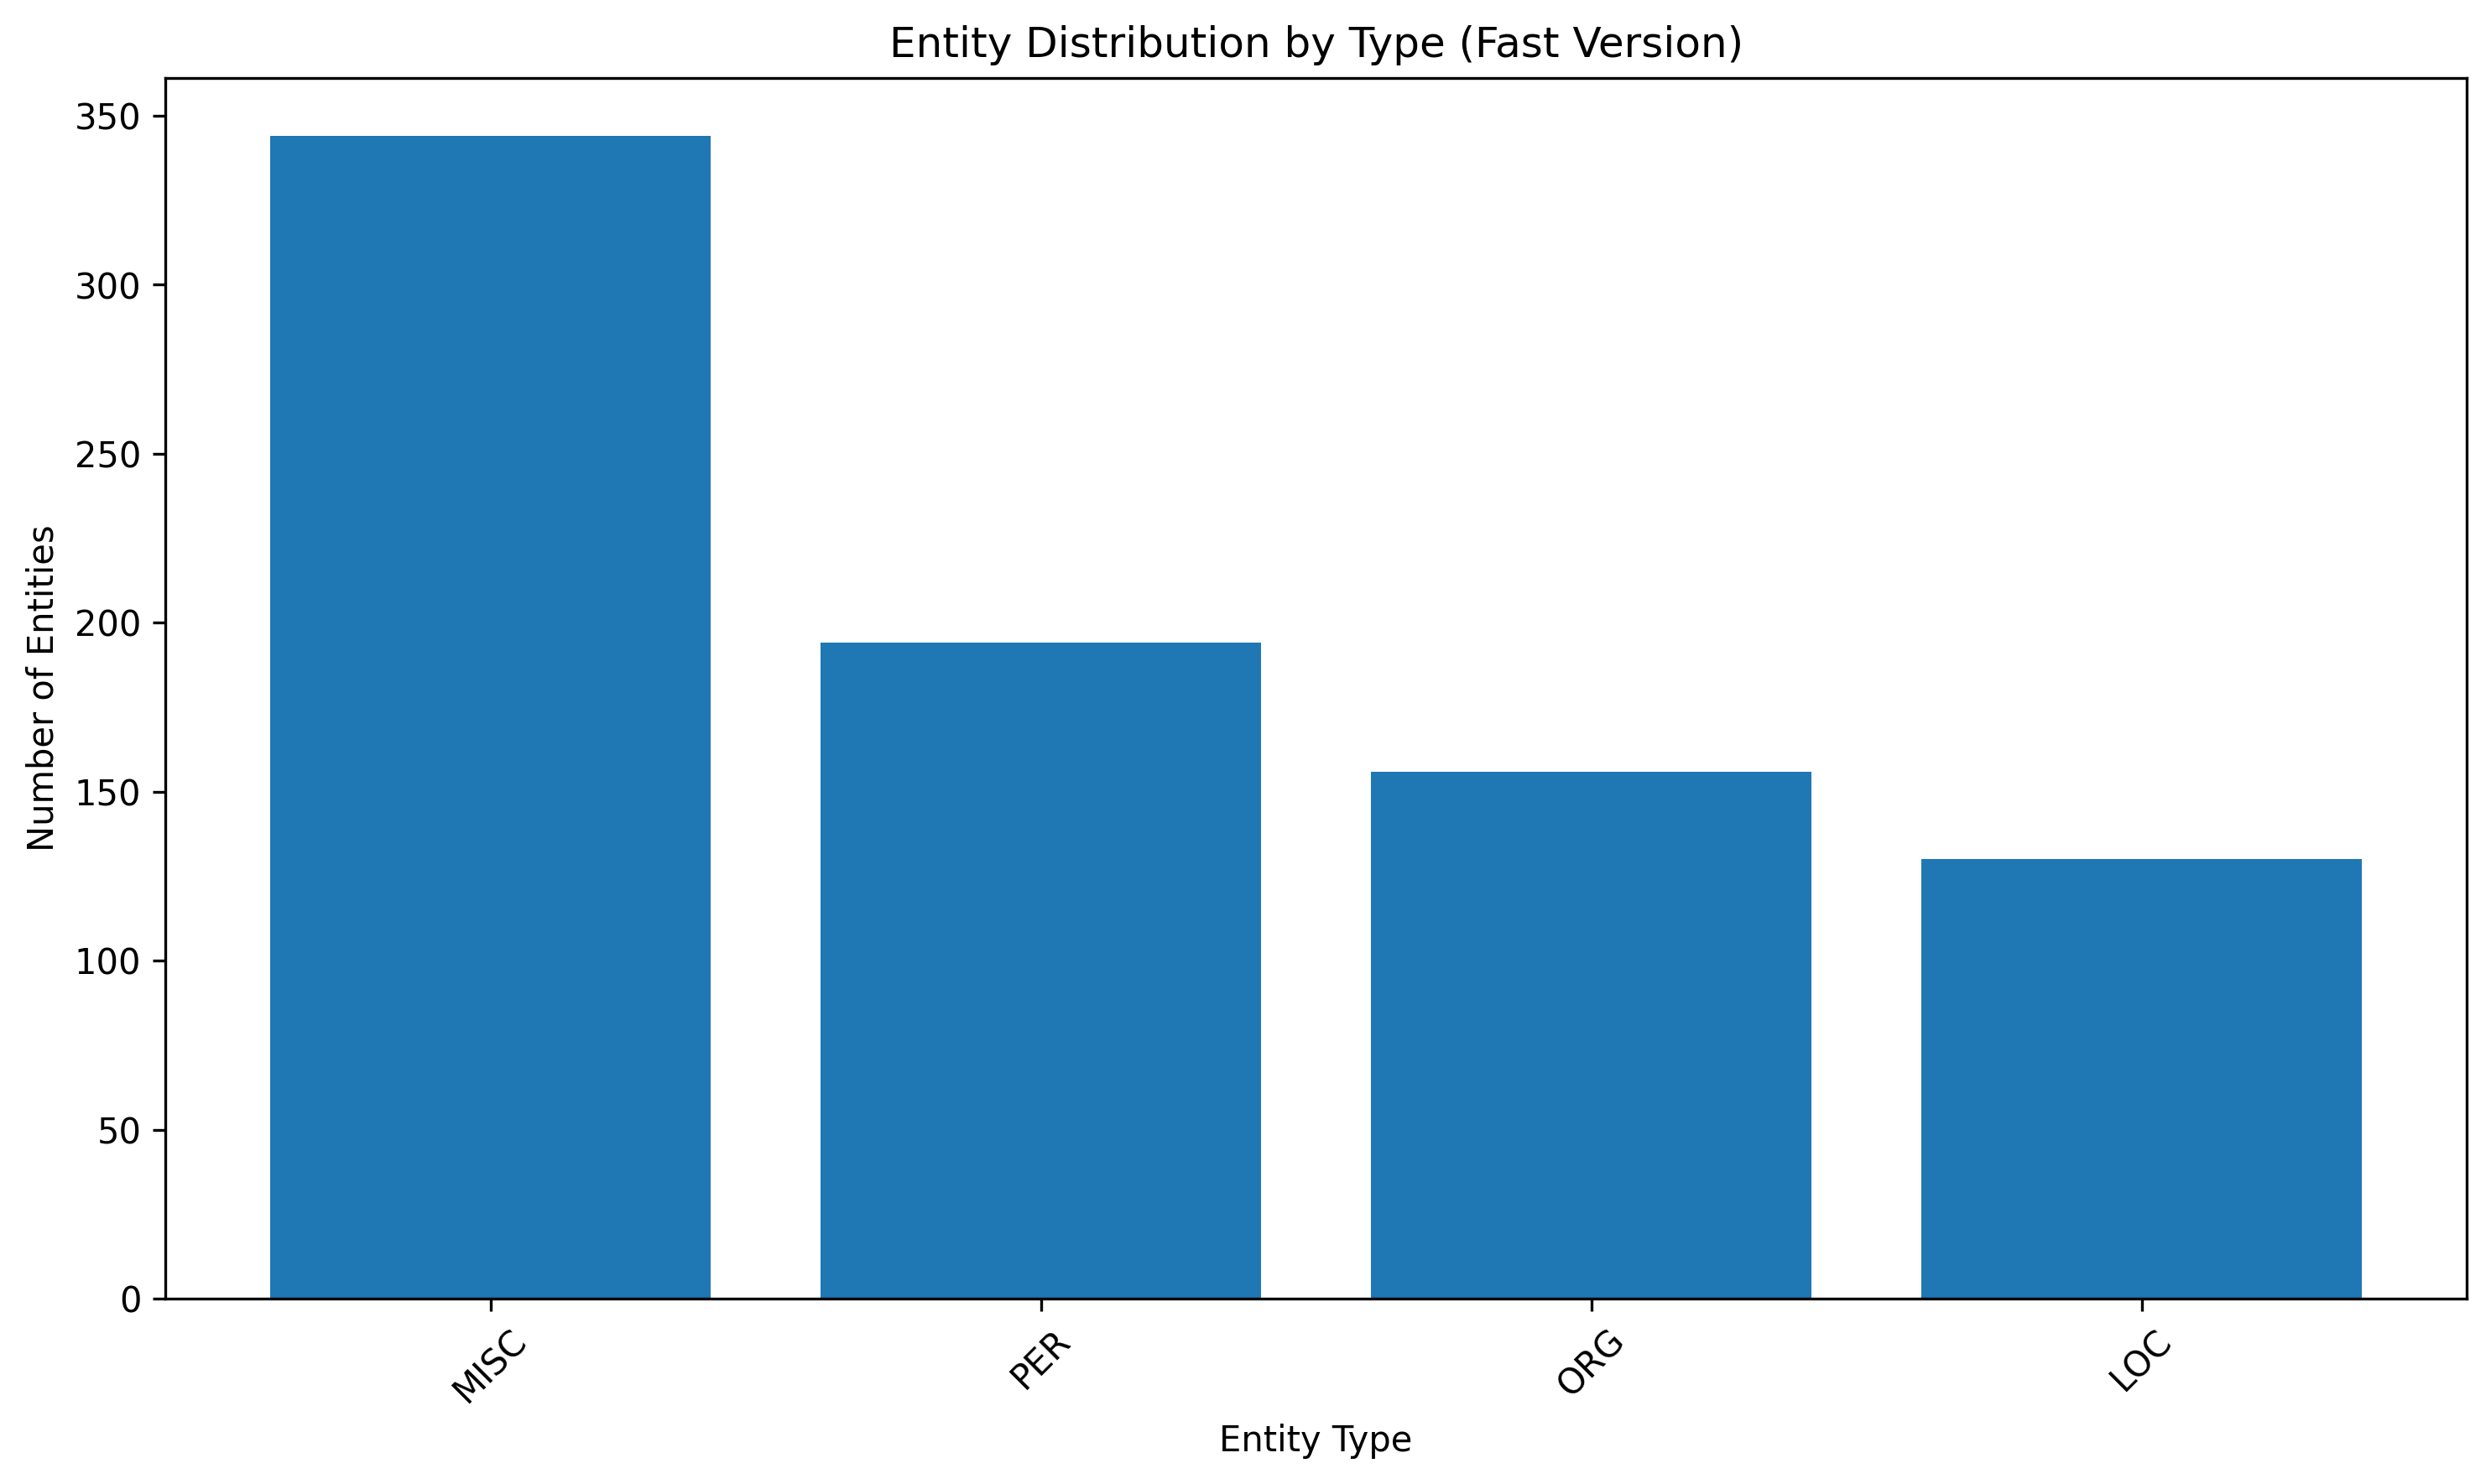 Entity Distribution by Type (Fast Version)
350
300
250
200
150
100
50
0
Number of Entities
MISC
PER
ORG
LOC
Entity Type